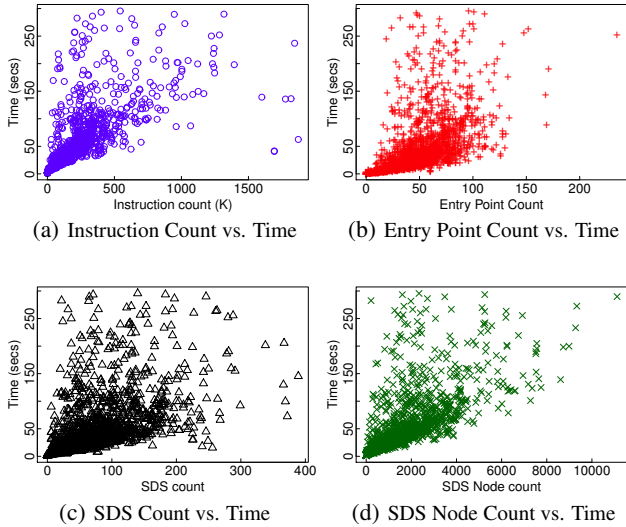 Time (secs)
0 50 150 250
0 500 1000 1500
Instruction count (K)
(a) Instruction Count vs. Time
Time (secs)
0 50 150 250
0 50 100 150 200
Entry Point Count
(b) Entry Point Count vs. Time
Time (secs)
0 50 150 250
0 100 200 300 400
SDS count
(c) SDS Count vs. Time
Time (secs)
0 50 150 250
0 2000 4000 6000 8000 10000
SDS Node count
(d) SDS Node Count vs. Time